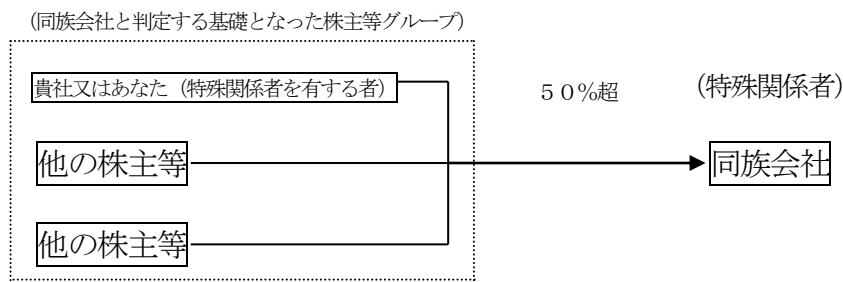 （同族会社と判定する基礎となった株主等グループ）
貴社又はあなた（特殊関係者を有する者）
５０％超
（特殊関係者）
他の株主等
同族会社
他の株主等